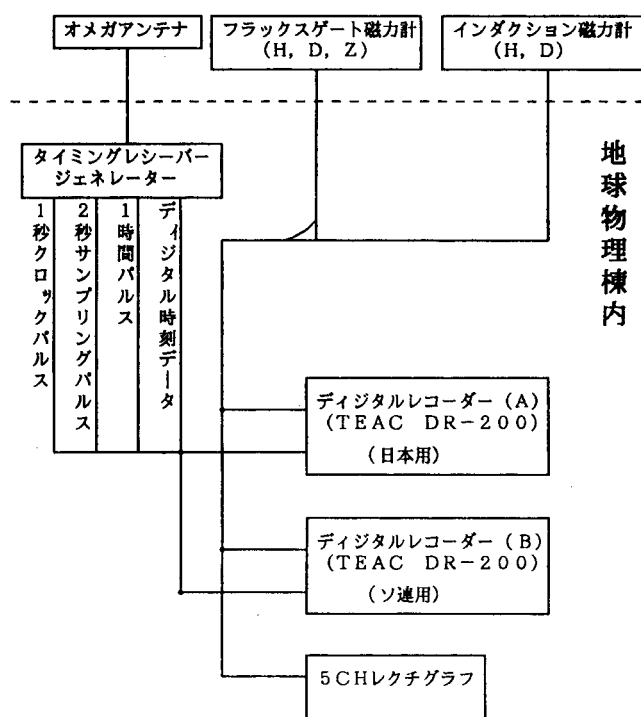 オメガアンテナ
フラックスゲート磁力計
(H, D, Z)
インダクション磁力計
(H, D)
タイミングレシーバー
ジェネレーター
1秒クロックパルス
2秒サンプリングパルス
1時間パルス
ディジタル時刻データ
地球物理棟内
ディジタルレコーダー(A)
(TEAC DR-200)
(日本用)
ディジタルレコーダー(B)
(TEAC DR-200)
(ソ連用)
5CHレクチグラフ